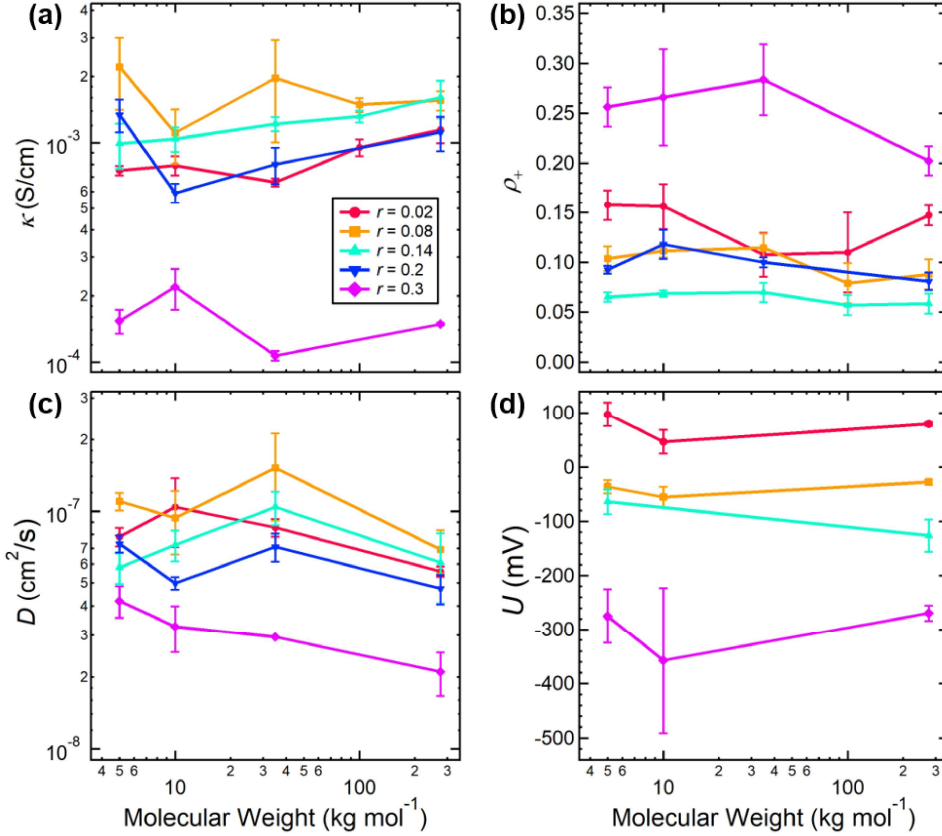 (a)
3
2
10⁻³
8
6
5
4
3
2
10⁻⁴
κ (S/cm)
r = 0.02
r = 0.08
r = 0.14
r = 0.2
r = 0.3
(b)
0.35
0.30
0.25
0.20
0.15
0.10
0.05
0.00
ρ₊
(c)
3
2
10⁻⁷
8
7
6
5
4
3
2
10⁻⁸
D (cm²/s)
4 5 6 10 2 3 4 5 6 100 2 3
Molecular Weight (kg mol⁻¹)
(d)
100
0
-100
-200
-300
-400
-500
U (mV)
4 5 6 10 2 3 4 5 6 100 2 3
Molecular Weight (kg mol⁻¹)